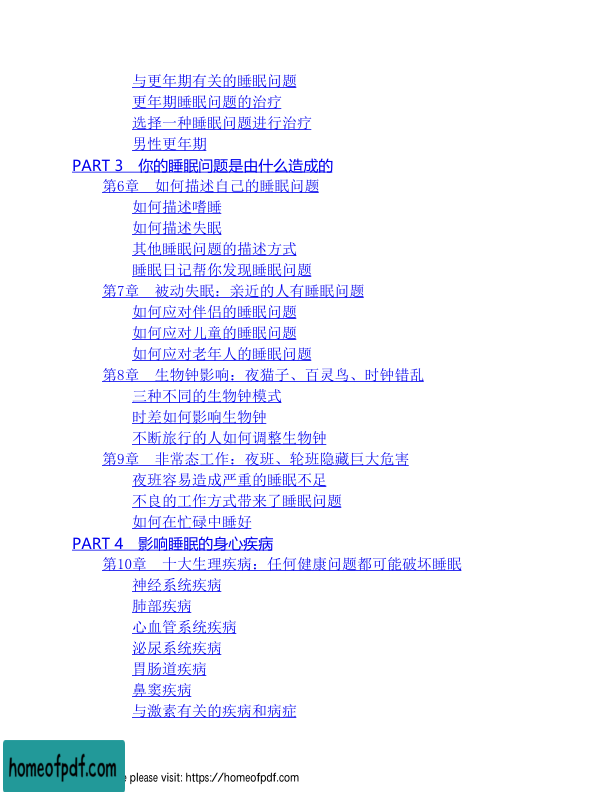 与更年期有关的睡眠问题
更年期睡眠问题的治疗
选择一种睡眠问题进行治疗
男性更年期
PART 3　你的睡眠问题是由什么造成的
第6章　如何描述自己的睡眠问题
如何描述嗜睡
如何描述失眠
其他睡眠问题的描述方式
睡眠日记帮你发现睡眠问题
第7章　被动失眠：亲近的人有睡眠问题
如何应对伴侣的睡眠问题
如何应对儿童的睡眠问题
如何应对老年人的睡眠问题
第8章　生物钟影响：夜猫子、百灵鸟、时钟错乱
三种不同的生物钟模式
时差如何影响生物钟
不断旅行的人如何调整生物钟
第9章　非常态工作：夜班、轮班隐藏巨大危害
夜班容易造成严重的睡眠不足
不良的工作方式带来了睡眠问题
如何在忙碌中睡好
PART 4　影响睡眠的身心疾病
第10章　十大生理疾病：任何健康问题都可能破坏睡眠
神经系统疾病
肺部疾病
心血管系统疾病
泌尿系统疾病
胃肠道疾病
鼻窦疾病
与激素有关的疾病和病症
homeofpdf.com
e please visit: https://homeofpdf.com